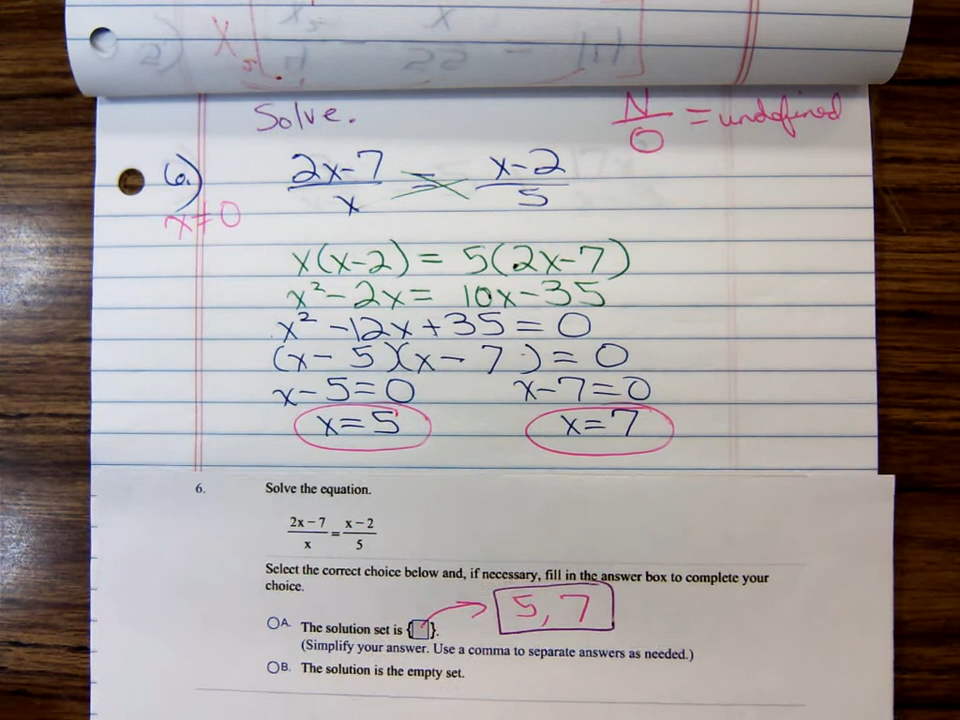 Solve.
N/0 = undefined
6.) (2x-7)/x = (x-2)/5
x≠0
x(x-2) = 5(2x-7)
x²-2x = 10x-35
x²-12x+35=0
(x-5)(x-7)=0
x-5=0 x-7=0
x=5 x=7
6. Solve the equation.
(2x-7)/x = (x-2)/5
Select the correct choice below and, if necessary, fill in the answer box to complete your
choice.
5,7
A. The solution set is { }.
(Simplify your answer. Use a comma to separate answers as needed.)
B. The solution is the empty set.